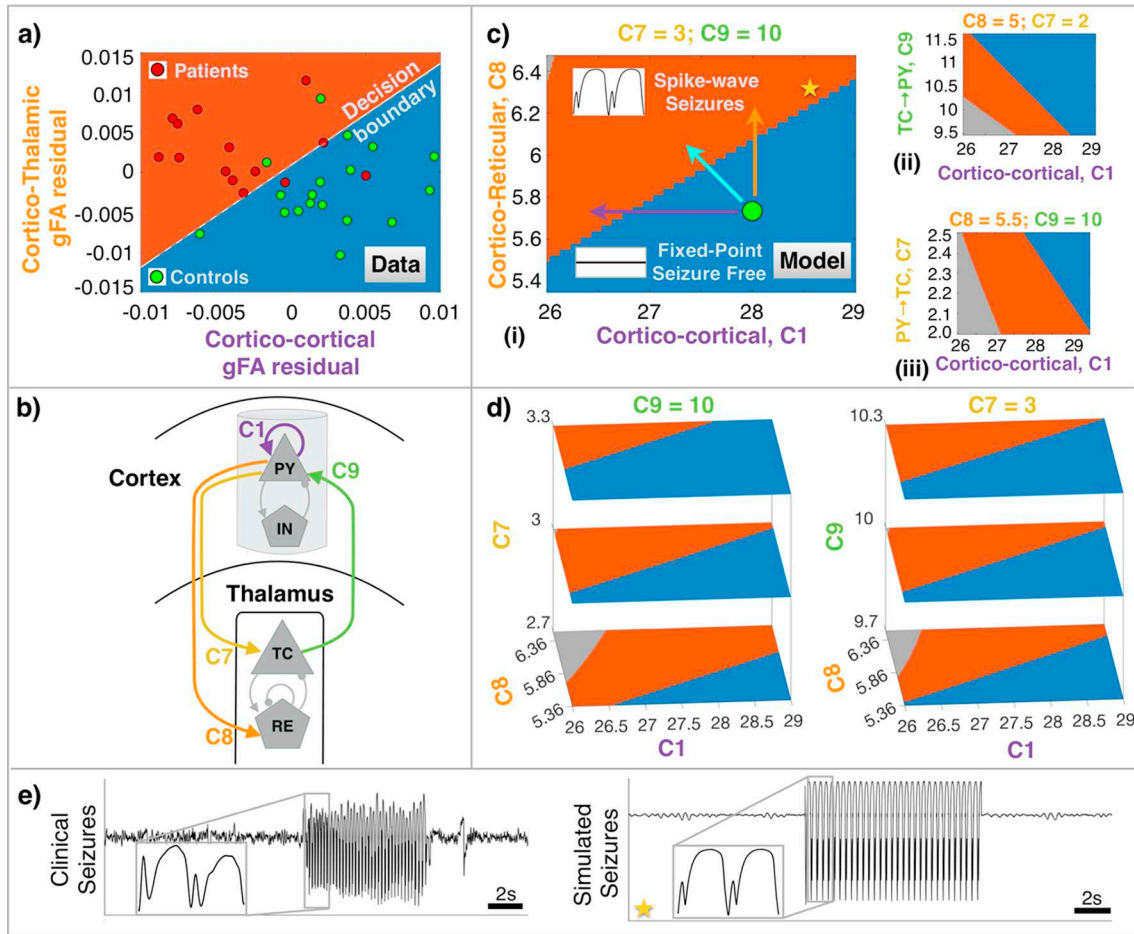 a)
0.015
0.01
0.005
0
-0.005
-0.01
-0.015
Cortico-Thalamic
gFA residual
Patients
Decision
boundary
Controls
Data
-0.01
-0.005
0
0.005
0.01
Cortico-cortical
gFA residual
b)
Cortex
C1
PY
C9
IN
Thalamus
C7
TC
C8
RE
c)
C7 = 3; C9 = 10
Cortico-Reticular, C8
6.4
6.2
6
5.8
5.6
5.4
Spike-wave
Seizures
Fixed-Point
Seizure Free
Model
26
27
28
29
(i)
Cortico-cortical, C1
C8 = 5; C7 = 2
TC→PY, C9
11.5
11
10.5
10
9.5
26 27 28 29
(ii)
Cortico-cortical, C1
C8 = 5.5; C9 = 10
PY→TC, C7
2.5
2.4
2.3
2.2
2.1
2.0
26 27 28 29
(iii)
Cortico-cortical, C1
d)
C9 = 10
3.3
C7
3
2.7
6.36
5.86
5.36
C8
26 26.5 27 27.5 28 28.5 29
C1
C7 = 3
10.3
C9
10
9.7
6.36
5.86
5.36
C8
26 26.5 27 27.5 28 28.5 29
C1
e)
Clinical
Seizures
2s
Simulated
Seizures
2s